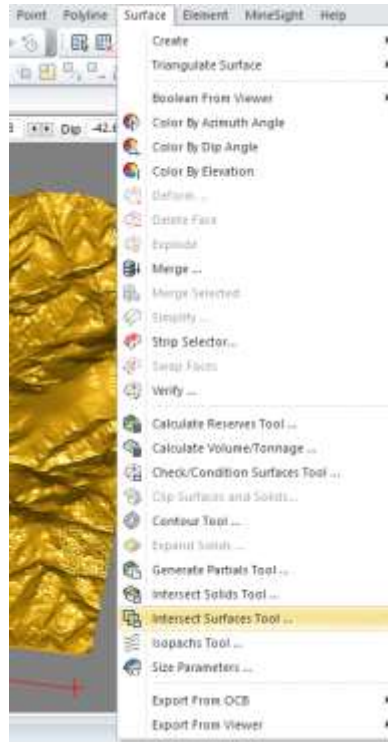 Point Polyline Surface Element MineSight Help
Create
Triangulate Surface
Boolean From Viewer
Dip -42.
Color By Azimuth Angle
Color By Dip Angle
Color By Elevation
Deform ...
Delete Face
Explode
Merge ...
Merge Selected
Simplify ...
Strip Selector...
Swap Faces
Verify ...
Calculate Reserves Tool ...
Calculate Volume/Tonnage ...
Check/Condition Surfaces Tool ...
Clip Surfaces and Solids...
Contour Tool ...
Expand Solids ...
Generate Partials Tool ...
Intersect Solids Tool ...
Intersect Surfaces Tool ...
Isopachs Tool ...
Size Parameters ...
Export From OCB
Export From Viewer